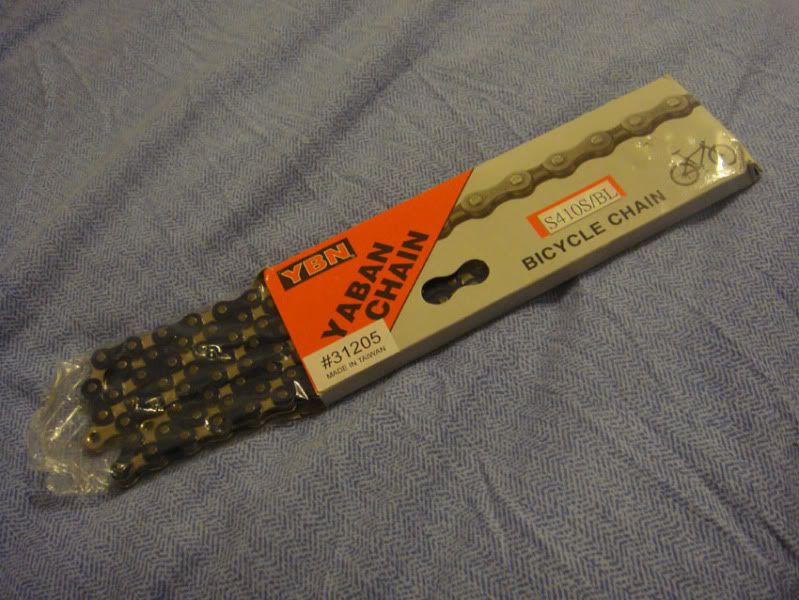 YBN
YABAN
CHAIN
#31205
MADE IN TAIWAN
S410S/BL
BICYCLE CHAIN